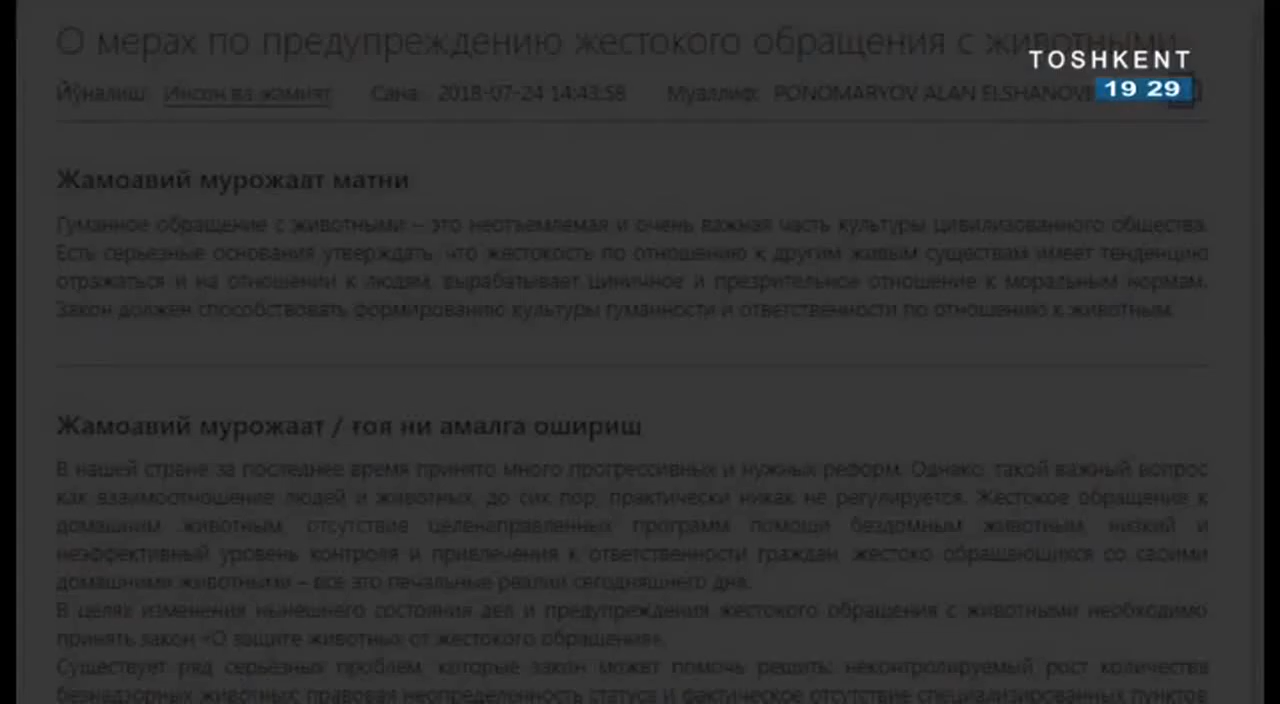 О мерах по предупреждению жестокого обращения с животными
TOSHKENT
19 29
Йўналиш: Инсон ва жамият Сана: 2018-07-24 14:43:58 Муаллиф: PONOMARYOV ALAN ELSHANOVI
Жамоавий мурожаат матни
Гуманное обращение с животными – это неотъемлемая и очень важная часть культуры цивилизованного общества.
Есть серьезные основания утверждать, что жестокость по отношению к другим живым существам имеет тенденцию
отражаться и на отношении к людям, вырабатывает циничное и презрительное отношение к моральным нормам.
Закон должен способствовать формированию культуры гуманности и ответственности по отношению к животным.
Жамоавий мурожаат / ғоя ни амалга ошириш
В нашей стране за последнее время принято много прогрессивных и нужных реформ. Однако, такой важный вопрос
как взаимоотношение людей и животных, до сих пор, практически никак не регулируется. Жестокое обращение к
домашним животным, отсутствие целенаправленных программ помощи бездомным животным, низкий и
неэффективный уровень контроля и привлечения к ответственности граждан, жестоко обращающихся со своими
домашними животными – все это печальные реалии сегодняшнего дня.
В целях изменения нынешнего состояния дел и предупреждения жестокого обращения с животными необходимо
принять закон «О защите животных от жестокого обращения».
Существует ряд серьёзных проблем, которые закон может помочь решить: неконтролируемый рост количества
безнадзорных животных; правовая неопределенность статуса и фактическое отсутствие специализированных пунктов